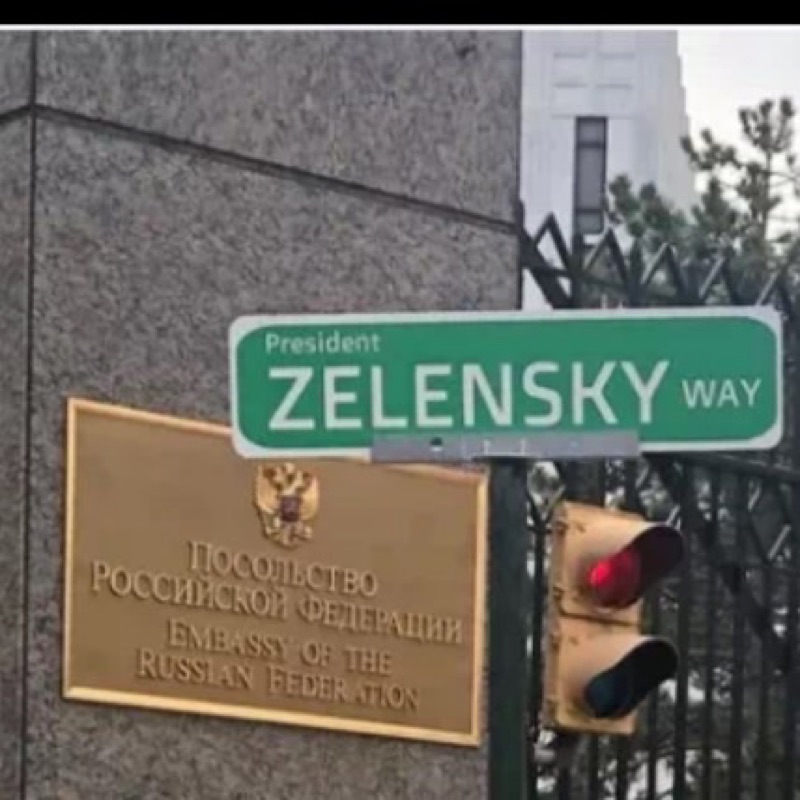 President
ZELENSKY WAY
ПОСОЛЬСТВО
РОССИЙСКОЙ ФЕДЕРАЦИИ
EMBASSY OF THE
RUSSIAN FEDERATION